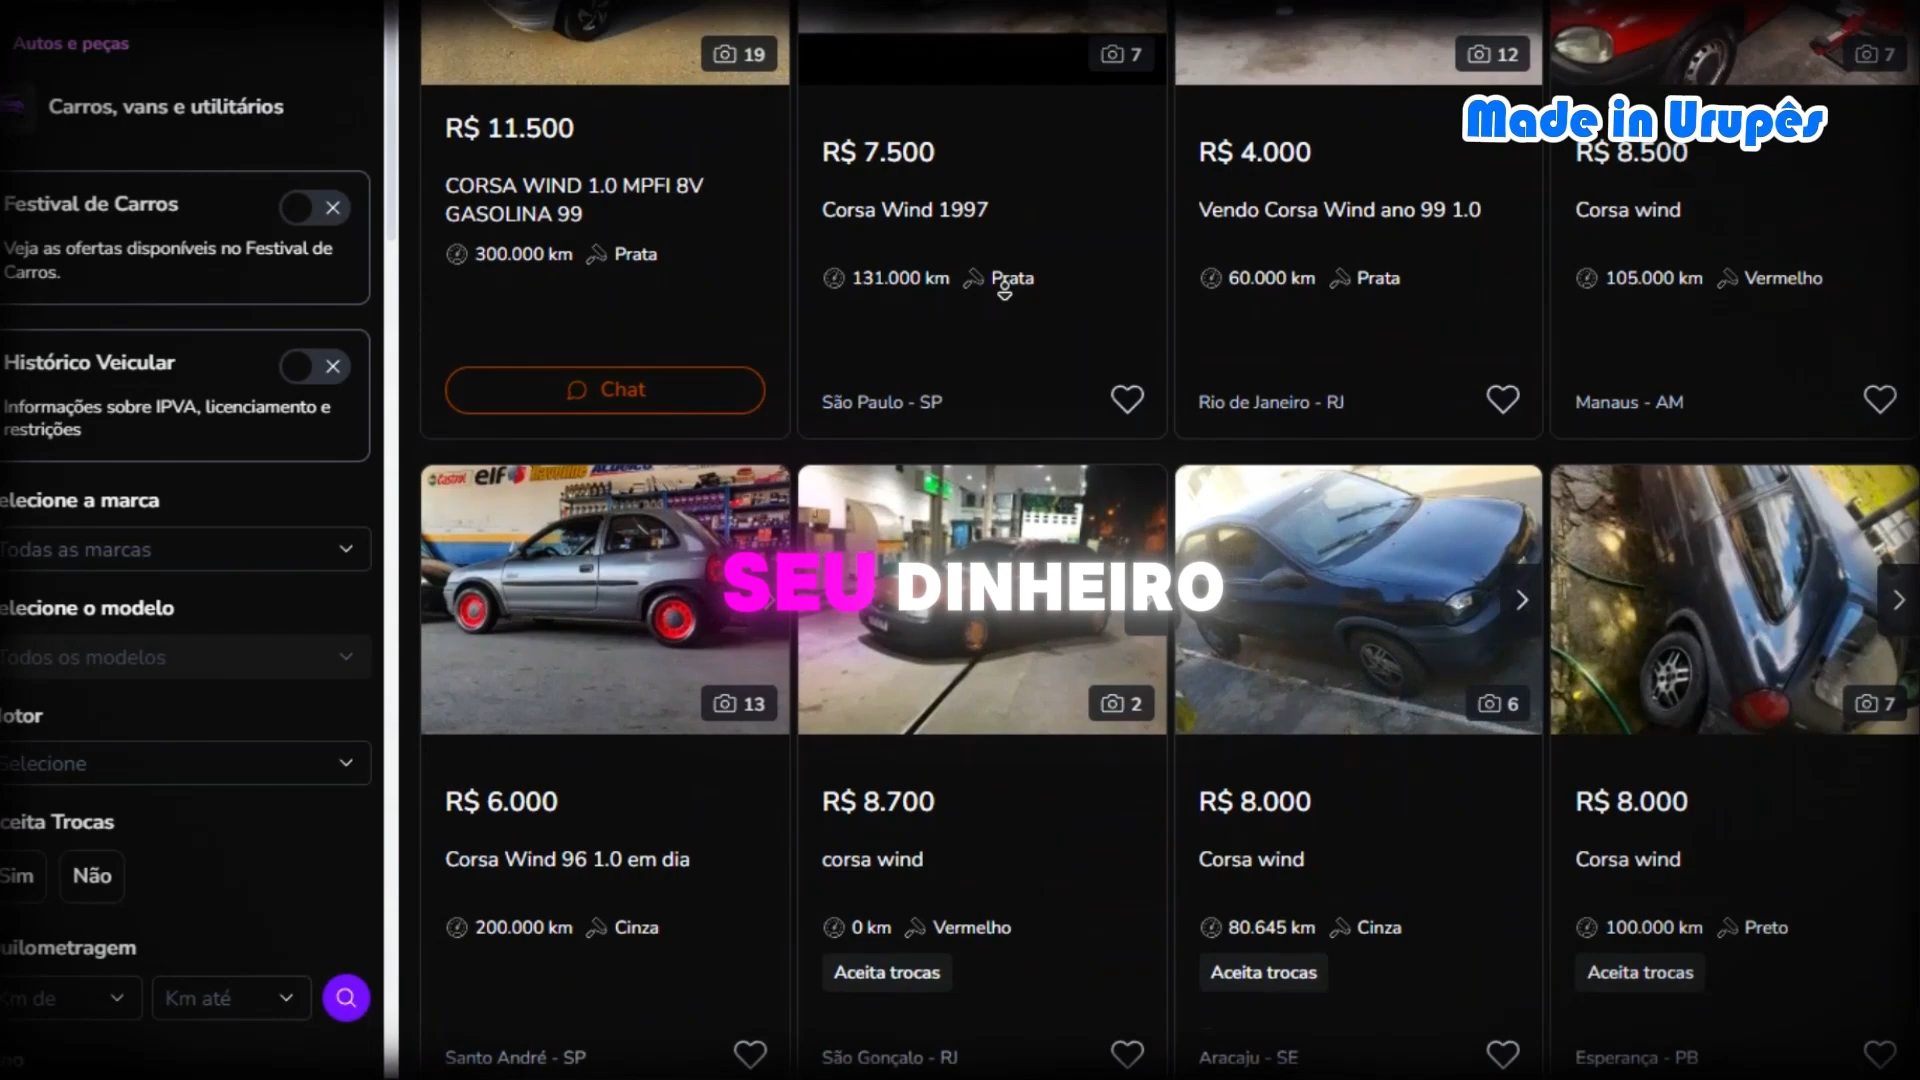 Autos e peças
Carros, vans e utilitários
Festival de Carros
Veja as ofertas disponíveis no Festival de
Carros.
Histórico Veicular
Informações sobre IPVA, licenciamento e
restrições
elecione a marca
Todas as marcas
elecione o modelo
Todos os modelos
otor
Selecione
ceita Trocas
Sim
Não
uilometragem
Km de
Km até
19
R$ 11.500
CORSA WIND 1.0 MPFI 8V
GASOLINA 99
300.000 km Prata
Chat
7
R$ 7.500
Corsa Wind 1997
131.000 km Prata
São Paulo - SP
12
R$ 4.000
Vendo Corsa Wind ano 99 1.0
60.000 km Prata
Rio de Janeiro - RJ
7
Made in Urupês
R$ 8.500
Corsa wind
105.000 km Vermelho
Manaus - AM
Castrol elf
SEU DINHEIRO
13
R$ 6.000
Corsa Wind 96 1.0 em dia
200.000 km Cinza
Santo André - SP
2
R$ 8.700
corsa wind
0 km Vermelho
Aceita trocas
São Gonçalo - RJ
6
R$ 8.000
Corsa wind
80.645 km Cinza
Aceita trocas
Aracaju - SE
7
R$ 8.000
Corsa wind
100.000 km Preto
Aceita trocas
Esperança - PB